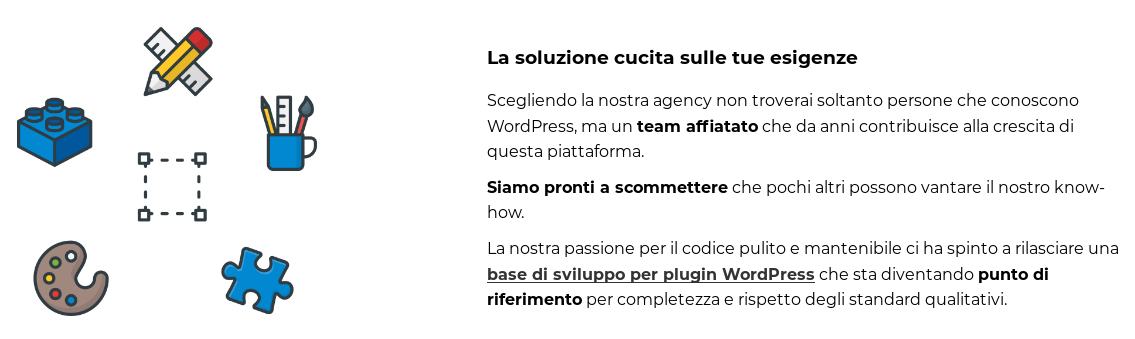 La soluzione cucita sulle tue esigenze
Scegliendo la nostra agency non troverai soltanto persone che conoscono
WordPress, ma un team affiatato che da anni contribuisce alla crescita di
questa piattaforma.
Siamo pronti a scommettere che pochi altri possono vantare il nostro know-
how.
La nostra passione per il codice pulito e mantenibile ci ha spinto a rilasciare una
base di sviluppo per plugin WordPress che sta diventando punto di
riferimento per completezza e rispetto degli standard qualitativi.